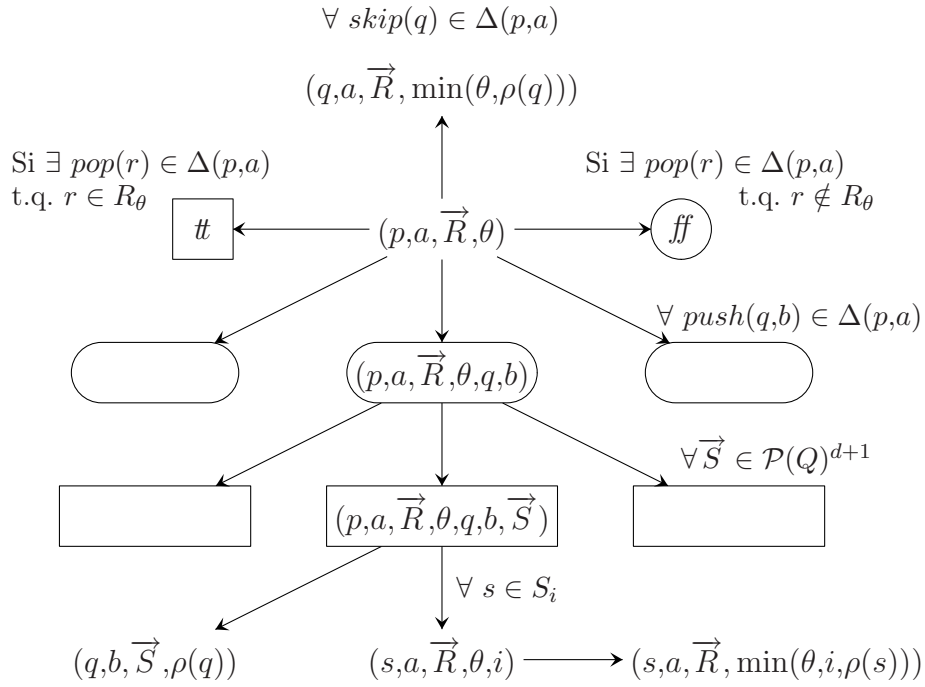 ∀ skip(q) ∈ Δ(p,a)
(q,a,R⃗,min(θ,ρ(q)))
Si ∃ pop(r) ∈ Δ(p,a)
t.q. r ∈ R_θ
Si ∃ pop(r) ∈ Δ(p,a)
t.q. r ∉ R_θ
tt
(p,a,R⃗,θ)
ff
∀ push(q,b) ∈ Δ(p,a)
(p,a,R⃗,θ,q,b)
∀S⃗ ∈ 𝒫(Q)^{d+1}
(p,a,R⃗,θ,q,b,S⃗)
∀ s ∈ S_i
(q,b,S⃗,ρ(q))
(s,a,R⃗,θ,i)
(s,a,R⃗,min(θ,i,ρ(s)))